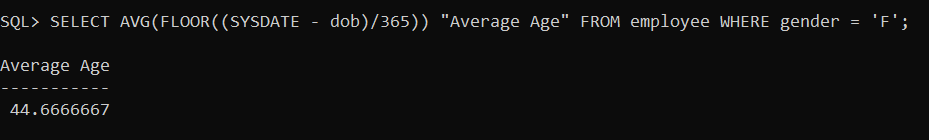 SQL> SELECT AVG(FLOOR((SYSDATE - dob)/365)) "Average Age" FROM employee WHERE gender = 'F';
Average Age
-----------
44.6666667